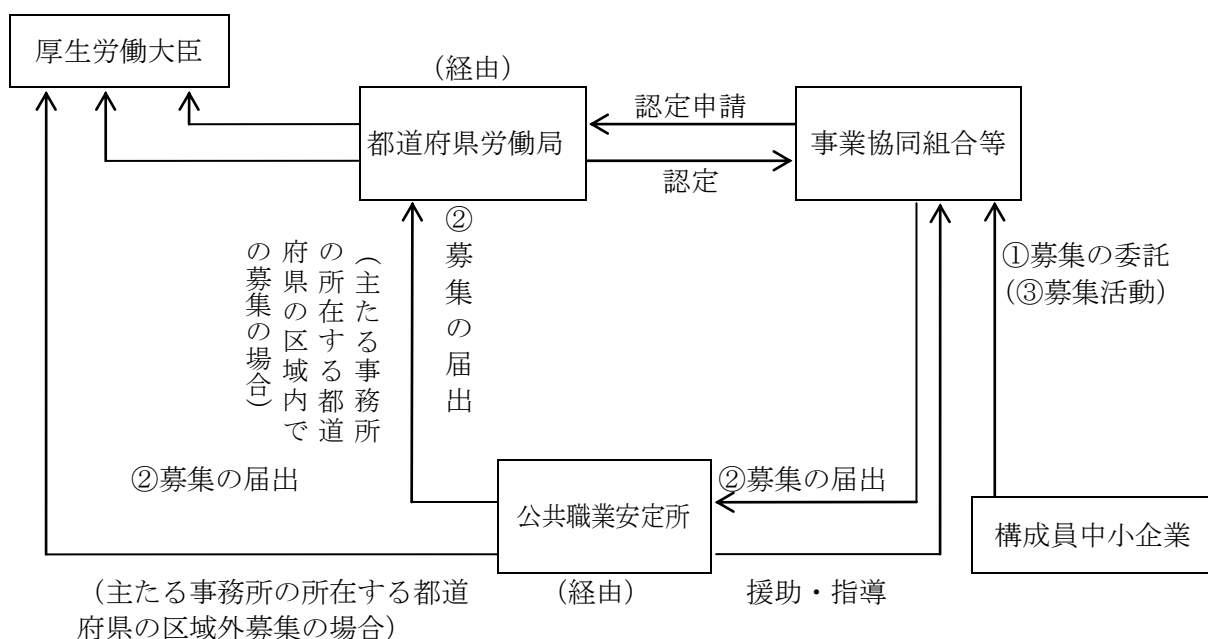 厚生労働大臣
(経由)
都道府県労働局
認定申請
認定
事業協同組合等
②募集の届出
(主たる事務所
の所在する都道
府県の区域内で
の募集の場合)
①募集の委託
(③募集活動)
②募集の届出
②募集の届出
公共職業安定所
(経由)
構成員中小企業
(主たる事務所の所在する都道
府県の区域外募集の場合)
援助・指導